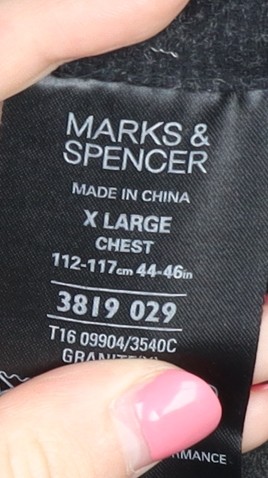 MARKS &
SPENCER
MADE IN CHINA
X LARGE
CHEST
112-117cm 44-46in
3819 029
T16 09904/3540C